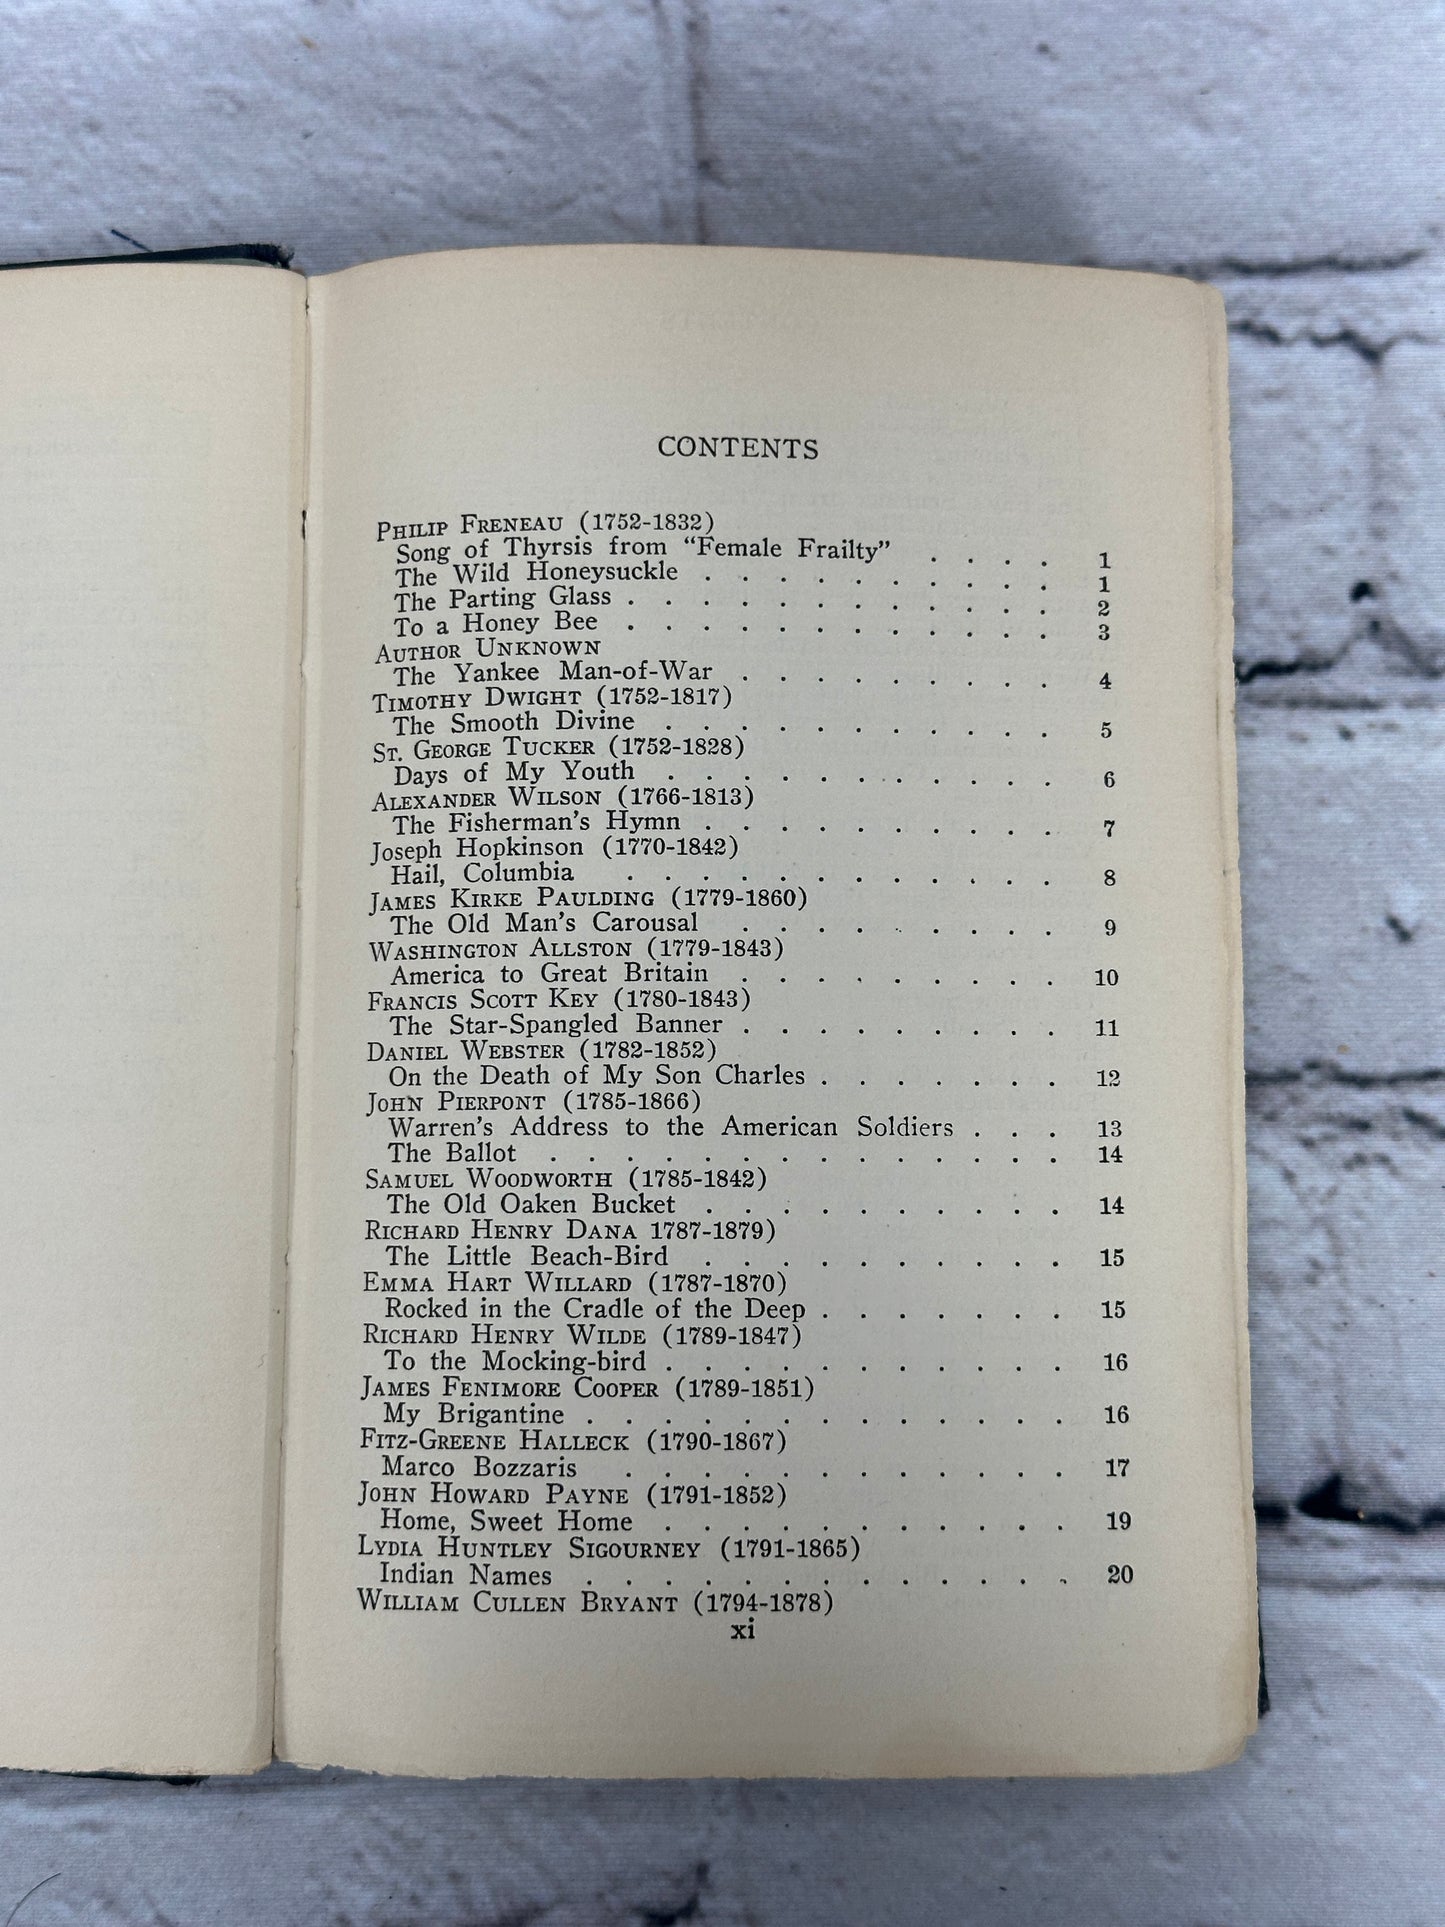 CONTENTS
PHILIP FRENEAU (1752-1832)
Song of Thyrsis from "Female Frailty" . . . . 1
The Wild Honeysuckle . . . . . . . . . . 1
The Parting Glass . . . . . . . . . . . . 2
To a Honey Bee . . . . . . . . . . . . 3
AUTHOR UNKNOWN
The Yankee Man-of-War . . . . . . . . . 4
TIMOTHY DWIGHT (1752-1817)
The Smooth Divine . . . . . . . . . . . 5
ST. GEORGE TUCKER (1752-1828)
Days of My Youth . . . . . . . . . . . 6
ALEXANDER WILSON (1766-1813)
The Fisherman's Hymn . . . . . . . . . . 7
Joseph Hopkinson (1770-1842)
Hail, Columbia . . . . . . . . . . . . 8
JAMES KIRKE PAULDING (1779-1860)
The Old Man's Carousal . . . . . . . . . 9
WASHINGTON ALLSTON (1779-1843)
America to Great Britain . . . . . . . . . 10
FRANCIS SCOTT KEY (1780-1843)
The Star-Spangled Banner . . . . . . . . . 11
DANIEL WEBSTER (1782-1852)
On the Death of My Son Charles . . . . . . . 12
JOHN PIERPONT (1785-1866)
Warren's Address to the American Soldiers . . . 13
The Ballot . . . . . . . . . . . . . . 14
SAMUEL WOODWORTH (1785-1842)
The Old Oaken Bucket . . . . . . . . . . 14
RICHARD HENRY DANA 1787-1879)
The Little Beach-Bird . . . . . . . . . . 15
EMMA HART WILLARD (1787-1870)
Rocked in the Cradle of the Deep . . . . . . . 15
RICHARD HENRY WILDE (1789-1847)
To the Mocking-bird . . . . . . . . . . . 16
JAMES FENIMORE COOPER (1789-1851)
My Brigantine . . . . . . . . . . . . . 16
FITZ-GREENE HALLECK (1790-1867)
Marco Bozzaris . . . . . . . . . . . . 17
JOHN HOWARD PAYNE (1791-1852)
Home, Sweet Home . . . . . . . . . . . 19
LYDIA HUNTLEY SIGOURNEY (1791-1865)
Indian Names . . . . . . . . . . . . . 20
WILLIAM CULLEN BRYANT (1794-1878)
xi